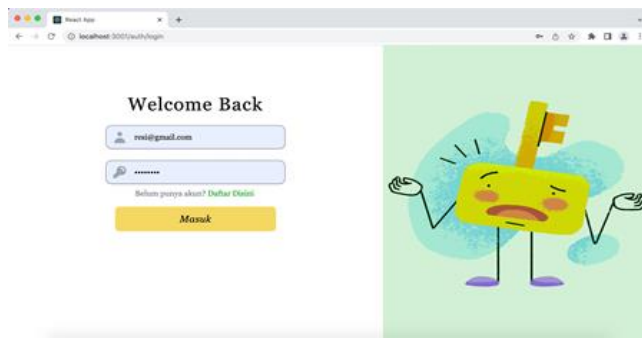 React App
localhost:3001/auth/login
Welcome Back
resi@gmail.com
Belum punya akun? Daftar Disini
Masuk